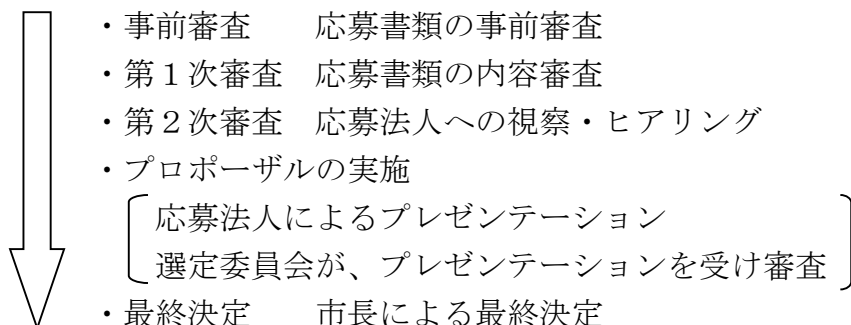 ・事前審査　　応募書類の事前審査
・第１次審査　応募書類の内容審査
・第２次審査　応募法人への視察・ヒアリング
・プロポーザルの実施
応募法人によるプレゼンテーション
選定委員会が、プレゼンテーションを受け審査
・最終決定　　市長による最終決定